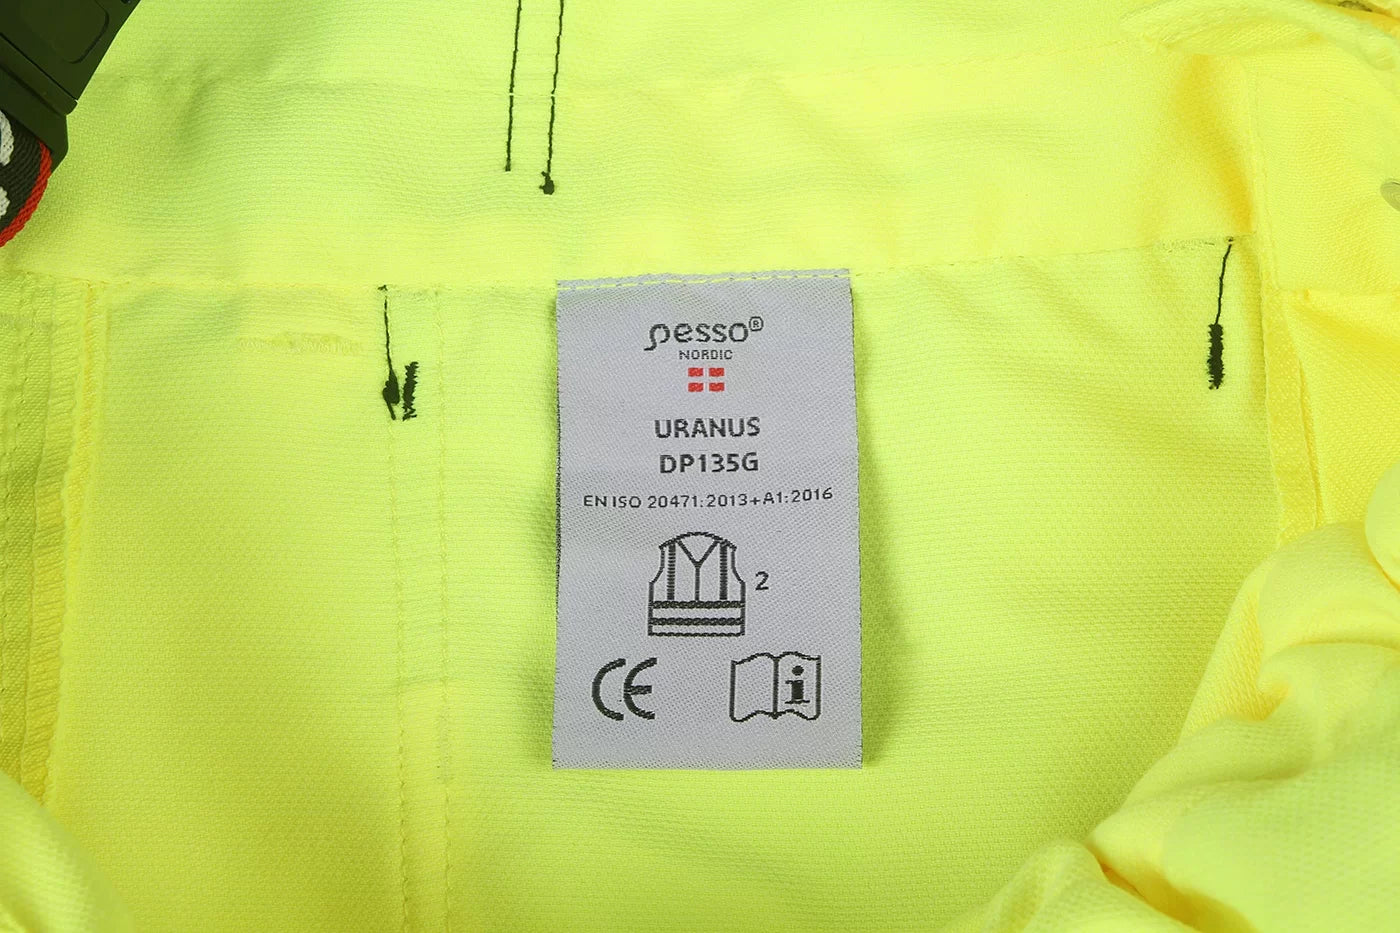 pesso®
NORDIC
URANUS
DP135G
EN ISO 20471:2013+A1:2016
2
CE
i